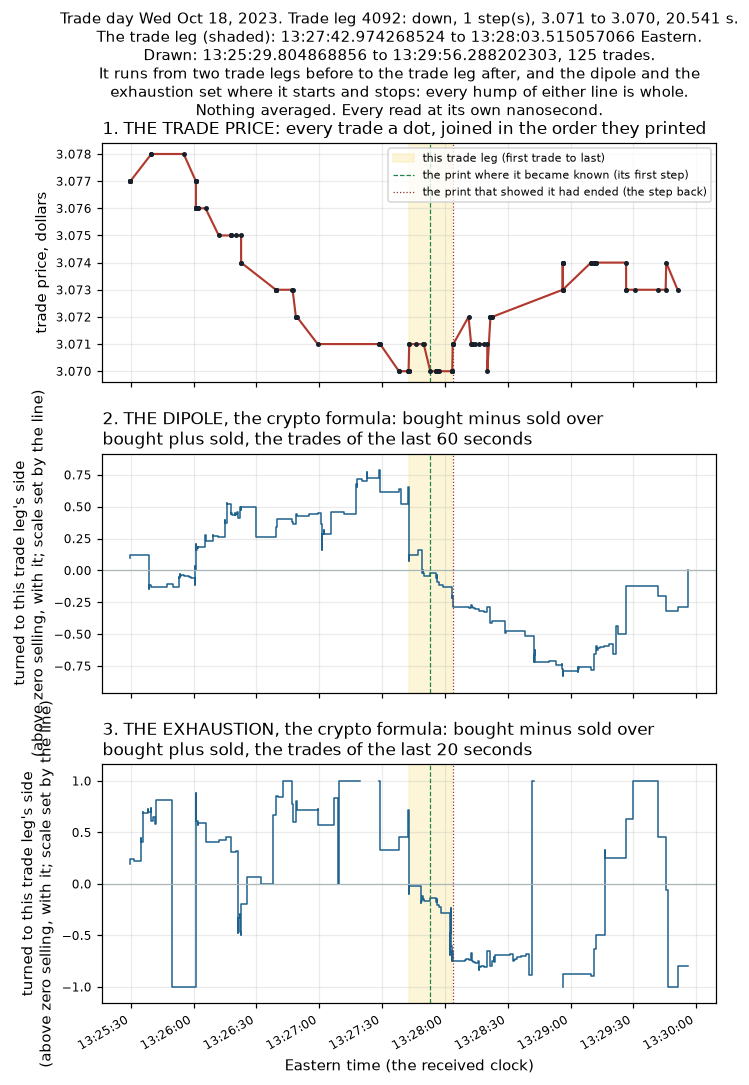 Trade day Wed Oct 18, 2023. Trade leg 4092: down, 1 step(s), 3.071 to 3.070, 20.541 s.
The trade leg (shaded): 13:27:42.974268524 to 13:28:03.515057066 Eastern.
Drawn: 13:25:29.804868856 to 13:29:56.288202303, 125 trades.
It runs from two trade legs before to the trade leg after, and the dipole and the
exhaustion set where it starts and stops: every hump of either line is whole.
Nothing averaged. Every read at its own nanosecond.
1. THE TRADE PRICE: every trade a dot, joined in the order they printed
this trade leg (first trade to last)
the print where it became known (its first step)
the print that showed it had ended (the step back)
trade price, dollars
3.078
3.077
3.076
3.075
3.074
3.073
3.072
3.071
3.070
2. THE DIPOLE, the crypto formula: bought minus sold over
bought plus sold, the trades of the last 60 seconds
turned to this trade leg's side
(above zero selling, with it; scale set by the line)
0.75
0.50
0.25
0.00
−0.25
−0.50
−0.75
3. THE EXHAUSTION, the crypto formula: bought minus sold over
bought plus sold, the trades of the last 20 seconds
turned to this trade leg's side
(above zero selling, with it; scale set by the line)
1.0
0.5
0.0
−0.5
−1.0
13:25:30
13:26:00
13:26:30
13:27:00
13:27:30
13:28:00
13:28:30
13:29:00
13:29:30
13:30:00
Eastern time (the received clock)